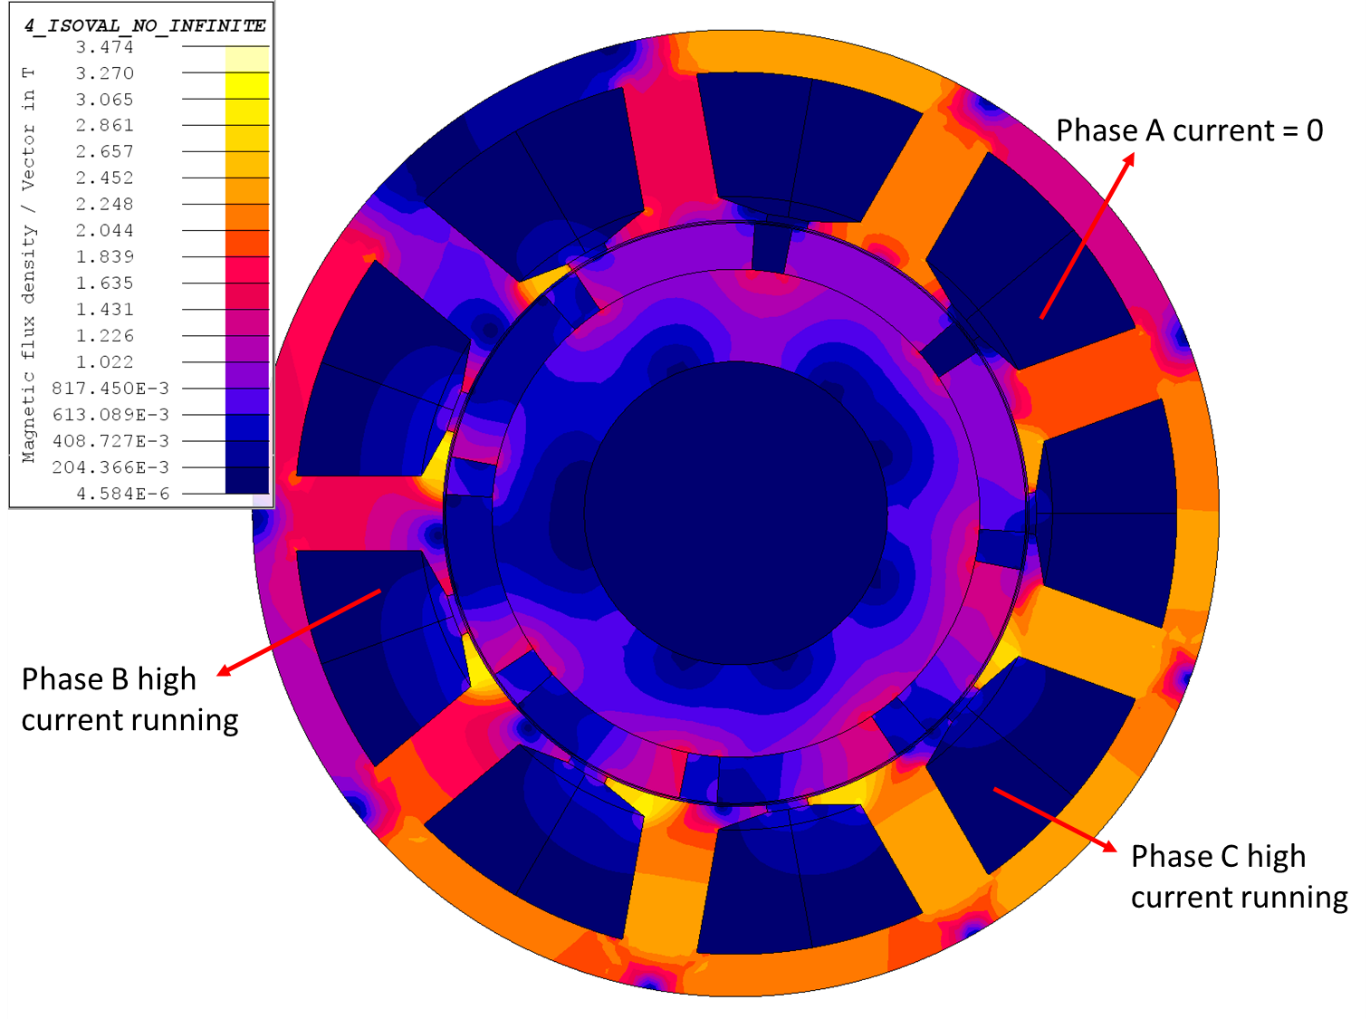 4_ISOVAL_NO_INFINITE
Magnetic flux density / Vector in T
3.474
3.270
3.065
2.861
2.657
2.452
2.248
2.044
1.839
1.635
1.431
1.226
1.022
817.450E-3
613.089E-3
408.727E-3
204.366E-3
4.584E-6
Phase A current = 0
Phase B high
current running
Phase C high
current running